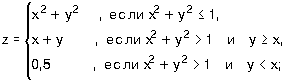 x² + y² , если x² + y² ≤ 1,
z = x + y , если x² + y² > 1 и y ≥ x,
0,5 , если x² + y² > 1 и y < x;